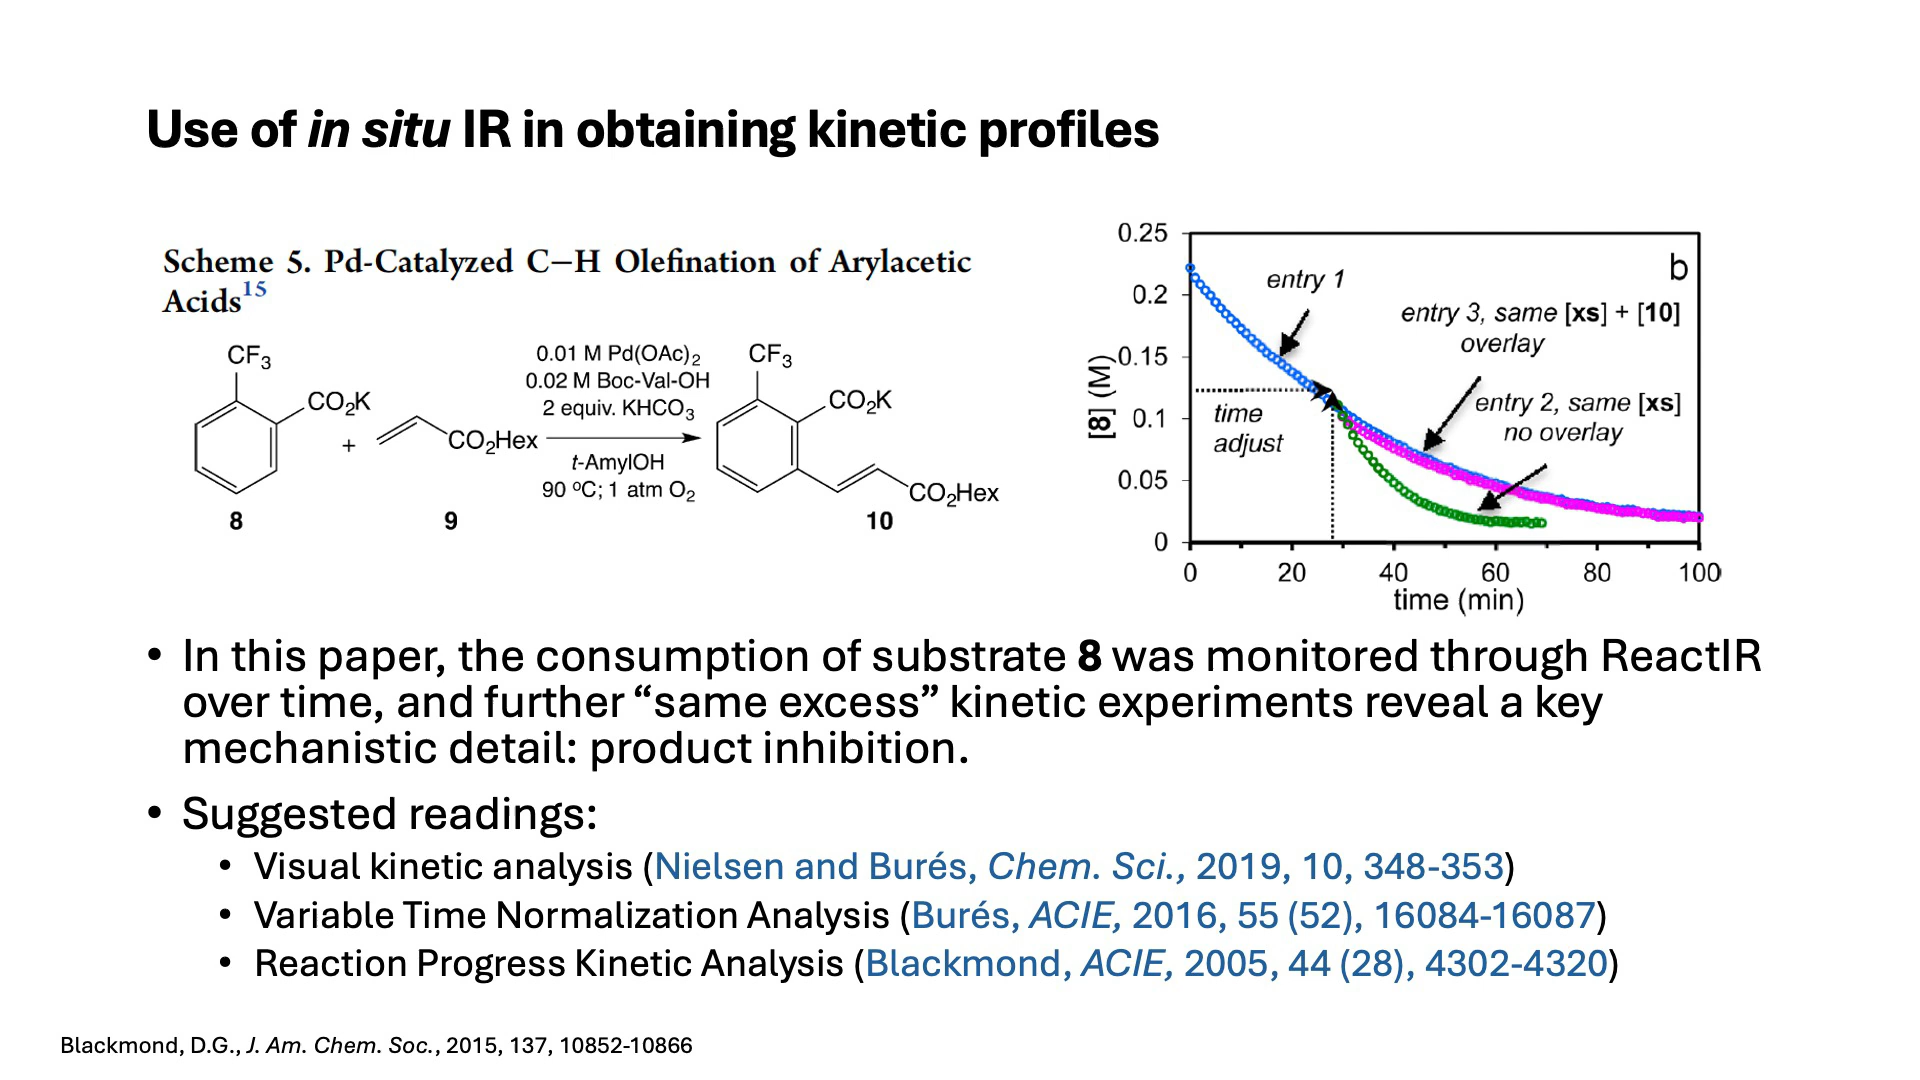 Use of in situ IR in obtaining kinetic profiles
Scheme 5. Pd-Catalyzed C−H Olefination of Arylacetic
Acids15
CF3
CO2K
+
CO2Hex
8
9
0.01 M Pd(OAc)2
0.02 M Boc-Val-OH
2 equiv. KHCO3
t-AmylOH
90 ºC; 1 atm O2
CF3
CO2K
CO2Hex
10
b
[8] (M)
0.25
0.2
0.15
0.1
0.05
0
entry 1
entry 3, same [xs] + [10]
overlay
entry 2, same [xs]
no overlay
time
adjust
0 20 40 60 80 100
time (min)
• In this paper, the consumption of substrate 8 was monitored through ReactIR
over time, and further “same excess” kinetic experiments reveal a key
mechanistic detail: product inhibition.
• Suggested readings:
• Visual kinetic analysis (Nielsen and Burés, Chem. Sci., 2019, 10, 348-353)
• Variable Time Normalization Analysis (Burés, ACIE, 2016, 55 (52), 16084-16087)
• Reaction Progress Kinetic Analysis (Blackmond, ACIE, 2005, 44 (28), 4302-4320)
Blackmond, D.G., J. Am. Chem. Soc., 2015, 137, 10852-10866